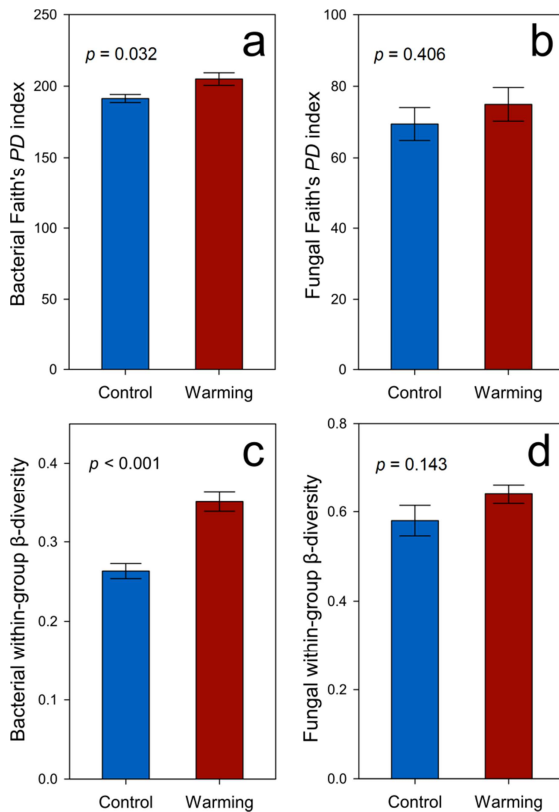 a
p = 0.032
250
200
150
100
50
0
Bacterial Faith's PD index
Control Warming
b
p = 0.406
100
80
60
40
20
0
Fungal Faith's PD index
Control Warming
c
p < 0.001
0.4
0.3
0.2
0.1
0.0
Bacterial within-group β-diversity
Control Warming
d
p = 0.143
0.8
0.6
0.4
0.2
0.0
Fungal within-group β-diversity
Control Warming